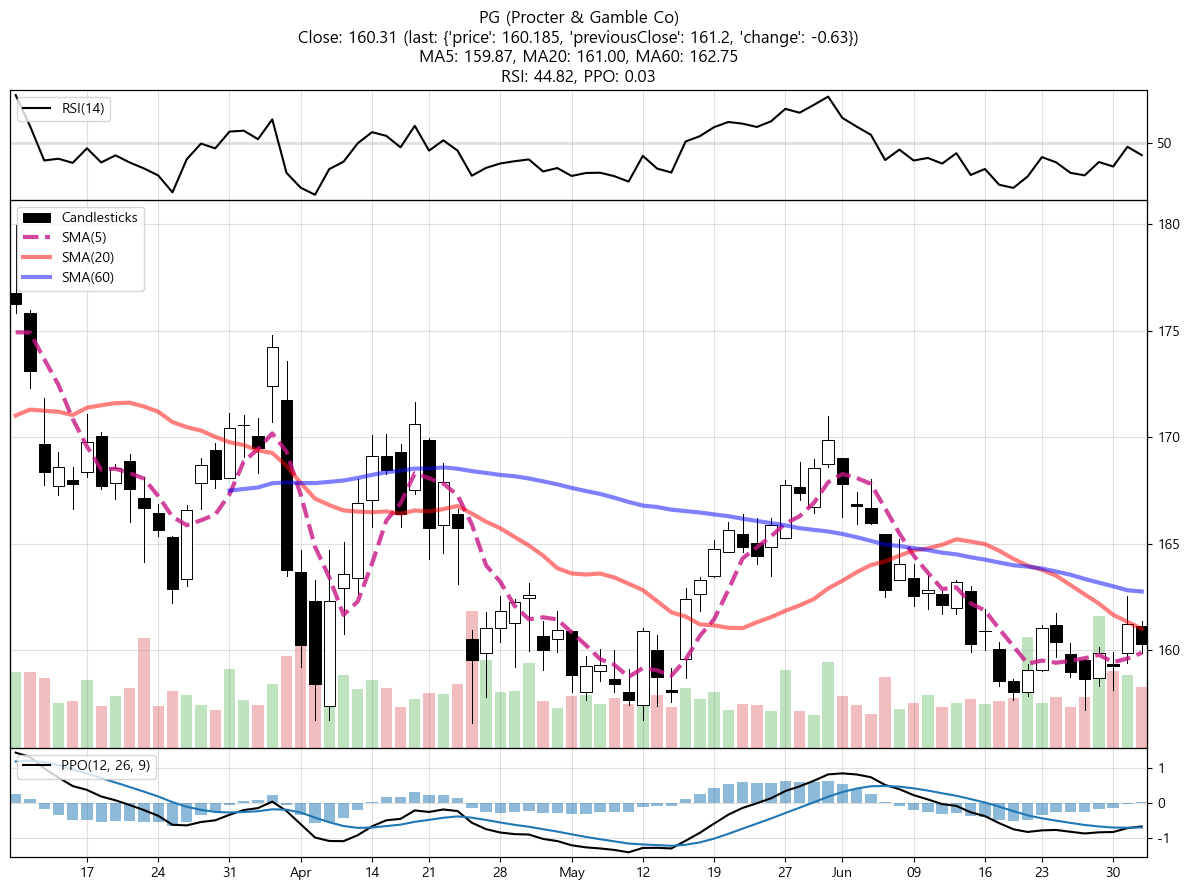 PG (Procter & Gamble Co)
Close: 160.31 (last: {'price': 160.185, 'previousClose': 161.2, 'change': -0.63})
MA5: 159.87, MA20: 161.00, MA60: 162.75
RSI: 44.82, PPO: 0.03
RSI(14)
50
Candlesticks
SMA(5)
SMA(20)
SMA(60)
180
175
170
165
160
PPO(12, 26, 9)
1
0
-1
17 24 31 Apr 14 21 28 May 12 19 27 Jun 09 16 23 30